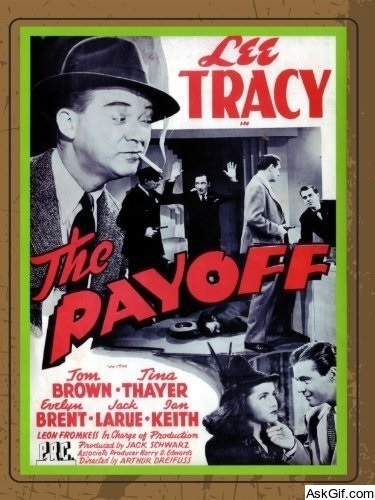 LEE
TRACY
IN
The
PAYOFF
WITH
Tom Tina
BROWN · THAYER
Evelyn Jack Ian
BRENT · LARUE · KEITH
LEON FROMKESS In Charge of Production
Produced by JACK SCHWARZ
Associate Producer Harry D. Edwards
Directed by ARTHUR DREIFUSS
P.R.C.
AskGif.com